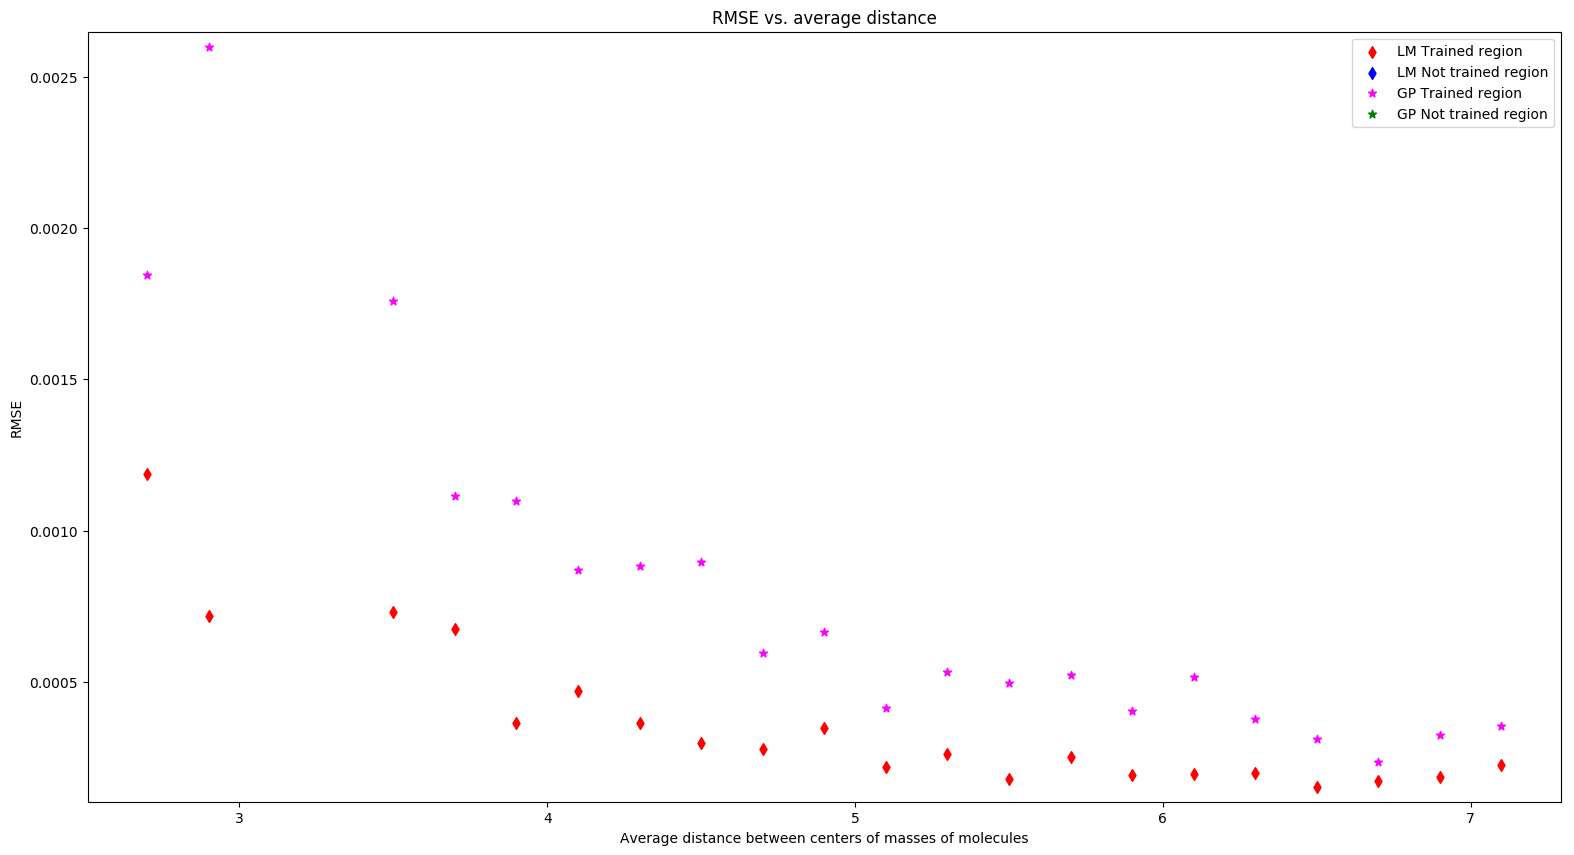 RMSE vs. average distance
LM Trained region
LM Not trained region
GP Trained region
GP Not trained region
RMSE
0.0025
0.0020
0.0015
0.0010
0.0005
3 4 5 6 7
Average distance between centers of masses of molecules